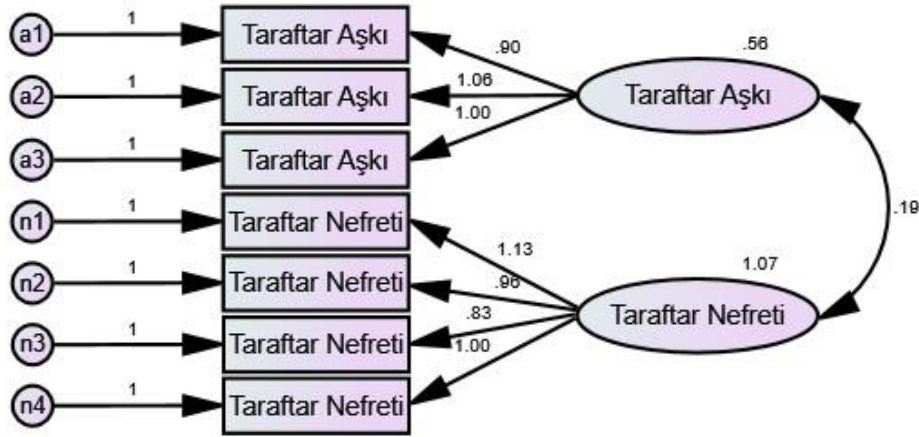 a1
1
Taraftar Aşkı
.90
.56
a2
1
Taraftar Aşkı
1.06
Taraftar Aşkı
a3
1
Taraftar Aşkı
1.00
n1
1
Taraftar Nefreti
1.13
.19
n2
1
Taraftar Nefreti
.96
1.07
n3
1
Taraftar Nefreti
.83
Taraftar Nefreti
n4
1
Taraftar Nefreti
1.00